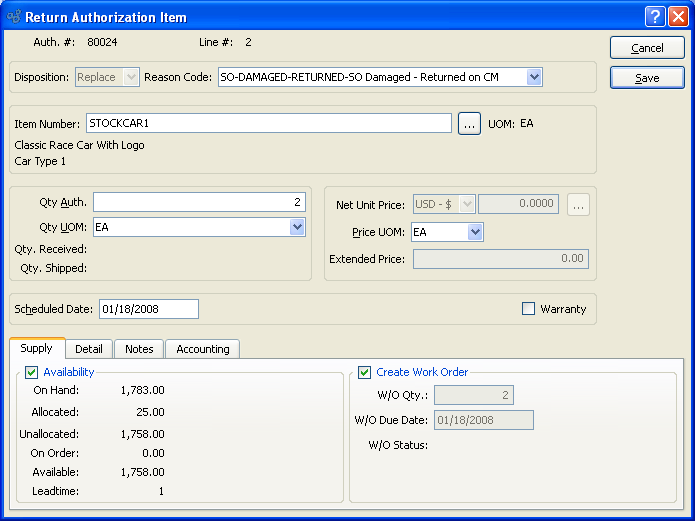 Return Authorization Item
Auth. #: 80024 Line #: 2
Cancel
Disposition: Replace Reason Code: SO-DAMAGED-RETURNED-SO Damaged - Returned on CM
Save
Item Number: STOCKCAR1 ... UOM: EA
Classic Race Car With Logo
Car Type 1
Qty Auth. 2
Net Unit Price: USD - $ 0.0000 ...
Qty UOM: EA
Price UOM: EA
Qty. Received:
Extended Price: 0.00
Qty. Shipped:
Scheduled Date: 01/18/2008 Warranty
Supply Detail Notes Accounting
Availability
On Hand: 1,783.00
Allocated: 25.00
Unallocated: 1,758.00
On Order: 0.00
Available: 1,758.00
Leadtime: 1
Create Work Order
W/O Qty.: 2
W/O Due Date: 01/18/2008
W/O Status: